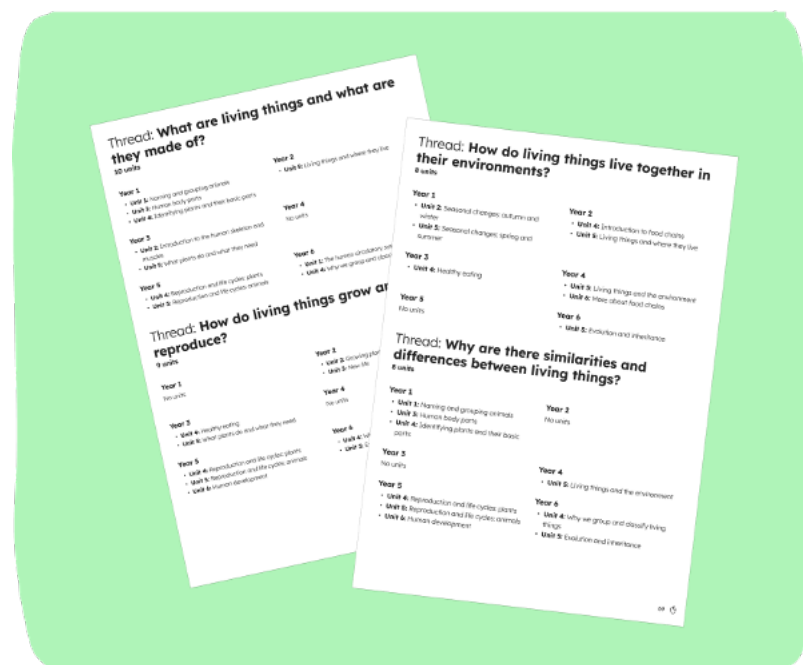 Thread: What are living things and what are
they made of?
10 units
Year 1
• Unit 1: Naming and grouping animals
• Unit 3: Human body parts
• Unit 4: Identifying plants and their basic parts
Year 2
• Unit 5: Living things and where they live
Year 3
• Unit 2: Introduction to the human skeleton and
muscles
• Unit 5: What plants do and what they need
Year 4
No units
Year 5
• Unit 4: Reproduction and life cycles: plants
• Unit 5: Reproduction and life cycles: animals
Year 6
• Unit 1: The human circulatory
• Unit 4: Why we group and
Thread: How do living things grow
reproduce?
9 units
Year 1
No units
Year 2
• Unit 2: Growing
• Unit 3: New life
Year 3
• Unit 4: Healthy eating
• Unit 5: What plants do and what they need
Year 4
No units
Year 5
• Unit 4: Reproduction and life cycles: plants
• Unit 5: Reproduction and life cycles: animals
• Unit 6: Human development
Year 6
• Unit 4:
• Unit 5:
Thread: How do living things live together in
their environments?
8 units
Year 1
• Unit 2: Seasonal changes: autumn and
winter
• Unit 5: Seasonal changes: spring and
summer
Year 2
• Unit 4: Introduction to food chains
• Unit 5: Living things and where they live
Year 3
• Unit 4: Healthy eating
Year 4
• Unit 5: Living things and the environment
• Unit 6: More about food chains
Year 5
No units
Year 6
• Unit 5: Evolution and inheritance
Thread: Why are there similarities and
differences between living things?
8 units
Year 1
• Unit 1: Naming and grouping animals
• Unit 3: Human body parts
• Unit 4: Identifying plants and their basic
parts
Year 2
No units
Year 3
No units
Year 4
• Unit 5: Living things and the environment
Year 5
• Unit 4: Reproduction and life cycles: plants
• Unit 5: Reproduction and life cycles: animals
• Unit 6: Human development
Year 6
• Unit 4: Why we group and classify living
things
• Unit 5: Evolution and inheritance